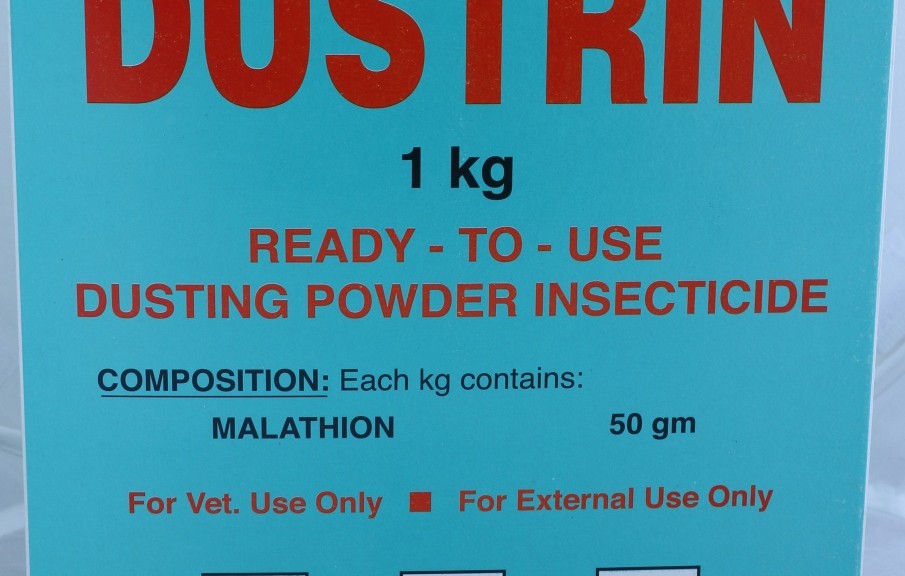 DUSTRIN
1 kg
READY - TO - USE
DUSTING POWDER INSECTICIDE
COMPOSITION: Each kg contains:
MALATHION 50 gm
For Vet. Use Only ■ For External Use Only